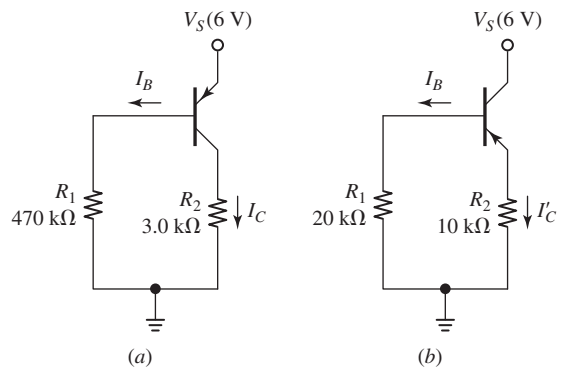 V_S(6 V)
I_B
R_1
470 kΩ
R_2
3.0 kΩ
I_C
(a)
V_S(6 V)
I_B
R_1
20 kΩ
R_2
10 kΩ
I'_C
(b)